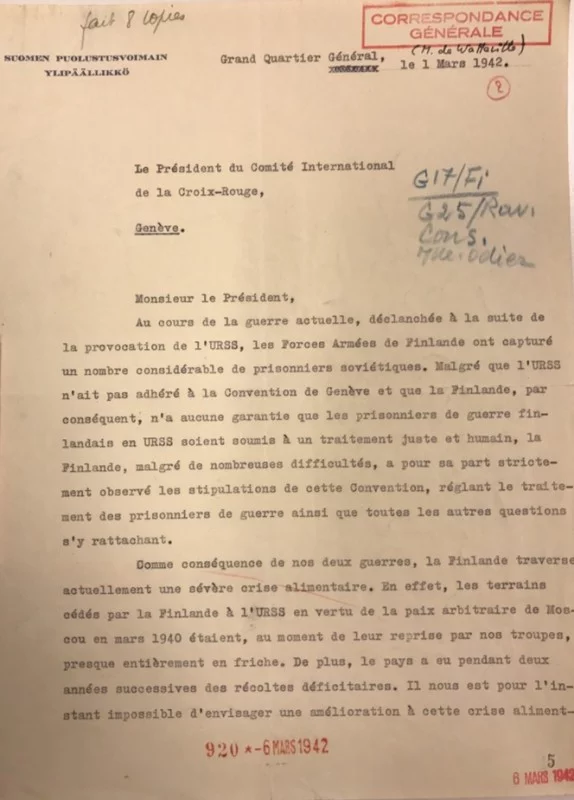 fait 8 copies
CORRESPONDANCE
GÉNÉRALE
(M. de Watteville)
SUOMEN PUOLUSTUSVOIMAIN
YLIPÄÄLLIKKÖ
Grand Quartier Général,
le 1 Mars 1942.
2
Le Président du Comité International
de la Croix-Rouge,
Genève.
G17/Fi
G25/Rav.
Cons.
Mlle. Odier
Monsieur le Président,
Au cours de la guerre actuelle, déclanchée à la suite de
la provocation de l'URSS, les Forces Armées de Finlande ont capturé
un nombre considérable de prisonniers soviétiques. Malgré que l'URSS
n'ait pas adhéré à la Convention de Genève et que la Finlande, par
conséquent, n'a aucune garantie que les prisonniers de guerre fin-
landais en URSS soient soumis à un traitement juste et humain, la
Finlande, malgré de nombreuses difficultés, a pour sa part stricte-
ment observé les stipulations de cette Convention, réglant le traite-
ment des prisonniers de guerre ainsi que toutes les autres questions
s'y rattachant.
Comme conséquence de nos deux guerres, la Finlande traverse
actuellement une sévère crise alimentaire. En effet, les terrains
cédés par la Finlande à l'URSS en vertu de la paix arbitraire de Mos-
cou en mars 1940 étaient, au moment de leur reprise par nos troupes,
presque entièrement en friche. De plus, le pays a eu pendant deux
années successives des récoltes déficitaires. Il nous est pour l'in-
stant impossible d'envisager une amélioration à cette crise aliment-
920 * -6 MARS 1942
5
6 MARS 1942